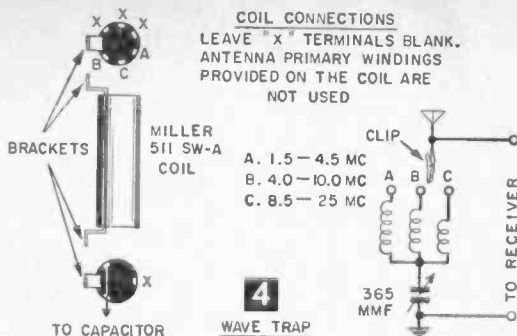 COIL CONNECTIONS
LEAVE "X" TERMINALS BLANK.
ANTENNA PRIMARY WINDINGS
PROVIDED ON THE COIL ARE
NOT USED
X
X
X
A
B
C
BRACKETS
MILLER
511 SW-A
COIL
A. 1.5 — 4.5 MC
B. 4.0 — 10.0 MC
C. 8.5 — 25 MC
CLIP
A B C
TO RECEIVER
365
MMF
X
TO CAPACITOR
4
WAVE TRAP